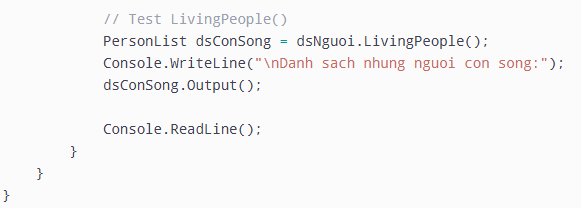 // Test LivingPeople()
PersonList dsConSong = dsNguoi.LivingPeople();
Console.WriteLine("\nDanh sach nhung nguoi con song:");
dsConSong.Output();
Console.ReadLine();
}
}
}